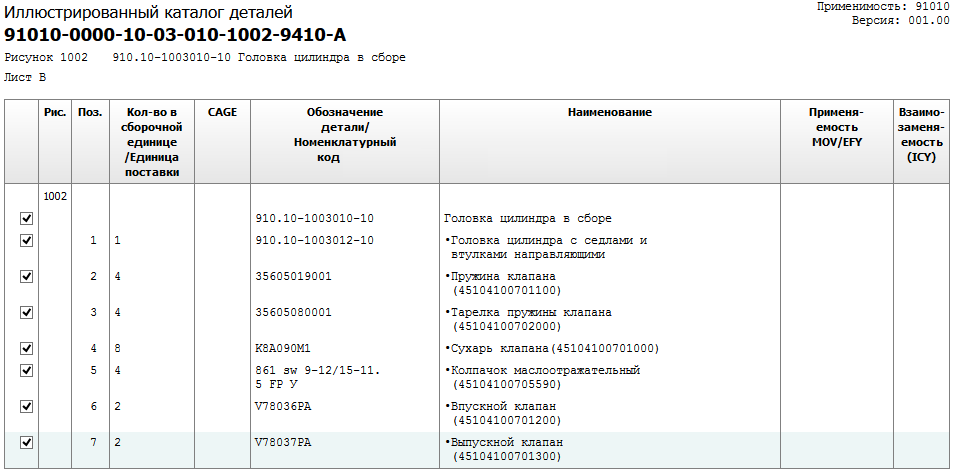 Иллюстрированный каталог деталей
Применимость: 91010
Версия: 001.00
91010-0000-10-03-010-1002-9410-A
Рисунок 1002 910.10-1003010-10 Головка цилиндра в сборе
Лист В
Рис. Поз. Кол-во в сборочной единице /Единица поставки CAGE Обозначение детали/ Номенклатурный код Наименование Применя-емость MOV/EFY Взаимо-заменя-емость (ICY)
1002
910.10-1003010-10 Головка цилиндра в сборе
1 1 910.10-1003012-10 •Головка цилиндра с седлами и
втулками направляющими
2 4 35605019001 •Пружина клапана
(45104100701100)
3 4 35605080001 •Тарелка пружины клапана
(45104100702000)
4 8 K8A090M1 •Сухарь клапана(45104100701000)
5 4 861 sw 9-12/15-11. •Колпачок маслоотражательный
5 FP У (45104100705590)
6 2 V78036PA •Впускной клапан
(45104100701200)
7 2 V78037PA •Выпускной клапан
(45104100701300)